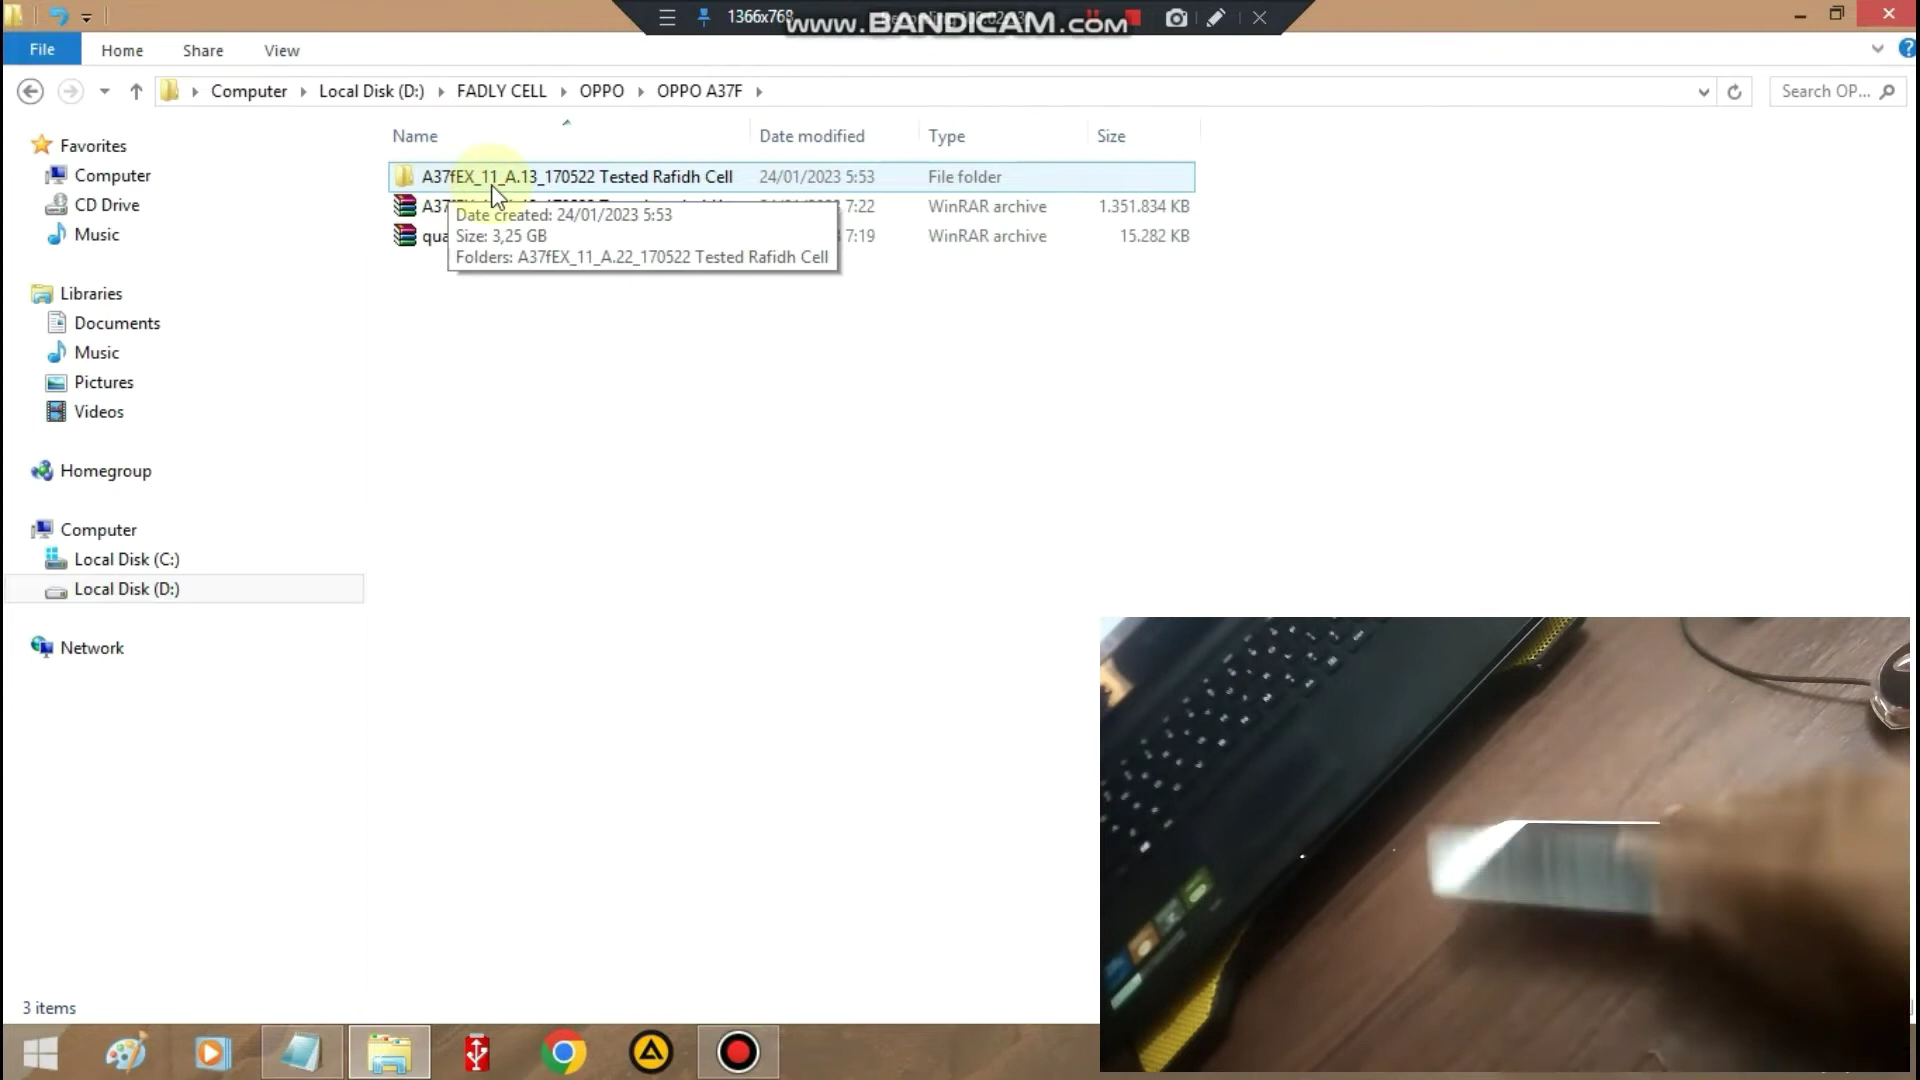 1366x768
www.BANDICAM.com
File Home Share View
Computer Local Disk (D:) FADLY CELL OPPO OPPO A37F
Search OP...
Name Date modified Type Size
A37fEX_11_A.13_170522 Tested Rafidh Cell 24/01/2023 5:53 File folder
7:22 WinRAR archive 1.351.834 KB
qua 7:19 WinRAR archive 15.282 KB
Date created: 24/01/2023 5:53
Size: 3,25 GB
Folders: A37fEX_11_A.22_170522 Tested Rafidh Cell
Favorites
Computer
CD Drive
Music
Libraries
Documents
Music
Pictures
Videos
Homegroup
Computer
Local Disk (C:)
Local Disk (D:)
Network
3 items